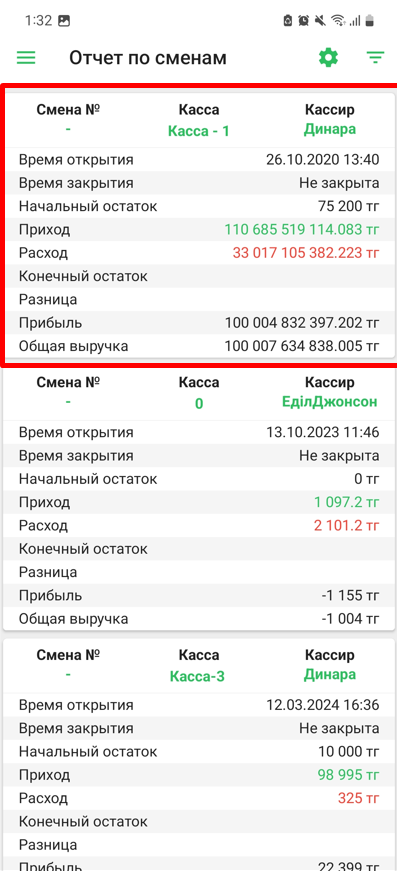 1:32
Отчет по сменам
Смена № Касса Кассир
- Касса - 1 Динара
Время открытия 26.10.2020 13:40
Время закрытия Не закрыта
Начальный остаток 75 200 тг
Приход 110 685 519 114.083 тг
Расход 33 017 105 382.223 тг
Конечный остаток
Разница
Прибыль 100 004 832 397.202 тг
Общая выручка 100 007 634 838.005 тг
Смена № Касса Кассир
- 0 ЕділДжонсон
Время открытия 13.10.2023 11:46
Время закрытия Не закрыта
Начальный остаток 0 тг
Приход 1 097.2 тг
Расход 2 101.2 тг
Конечный остаток
Разница
Прибыль -1 155 тг
Общая выручка -1 004 тг
Смена № Касса Кассир
- Касса-3 Динара
Время открытия 12.03.2024 16:36
Время закрытия Не закрыта
Начальный остаток 10 000 тг
Приход 98 995 тг
Расход 325 тг
Конечный остаток
Разница
Прибыль 22 399 тг